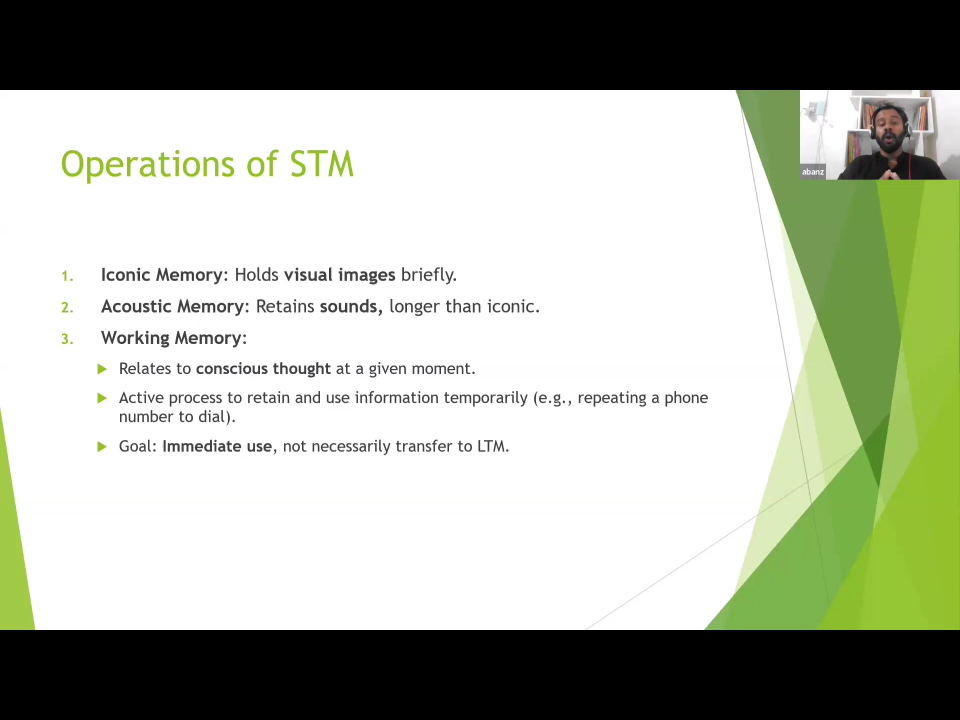 Operations of STM
abanz
1. Iconic Memory: Holds visual images briefly.
2. Acoustic Memory: Retains sounds, longer than iconic.
3. Working Memory:
Relates to conscious thought at a given moment.
Active process to retain and use information temporarily (e.g., repeating a phone
number to dial).
Goal: Immediate use, not necessarily transfer to LTM.